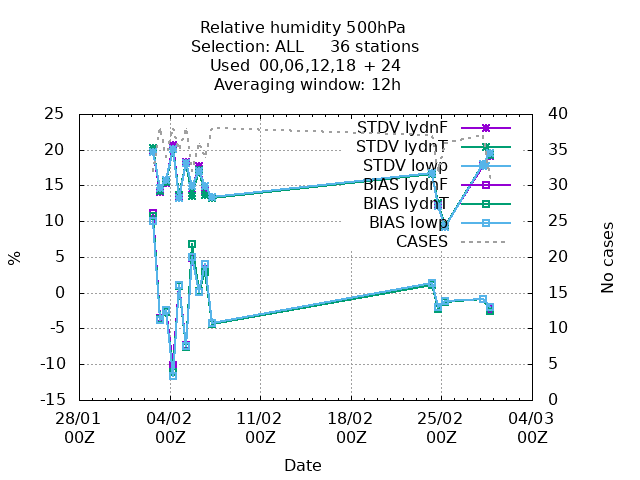 Relative humidity 500hPa
Selection: ALL 36 stations
Used 00,06,12,18 + 24
Averaging window: 12h
25
20
15
10
5
0
-5
-10
-15
%
40
35
30
25
20
15
10
5
0
No cases
STDV lydnF
STDV lydnT
STDV lowp
BIAS lydnF
BIAS lydnT
BIAS lowp
CASES
28/01 04/02 11/02 18/02 25/02 04/03
00Z 00Z 00Z 00Z 00Z 00Z
Date